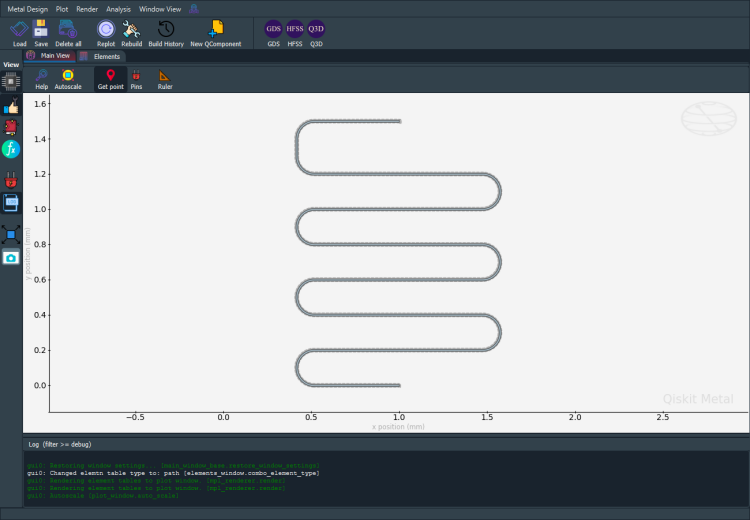 Metal Design Plot Render Analysis Window View
Load Save Delete all Replot Rebuild Build History New QComponent GDS GDS HFSS HFSS Q3D Q3D
View Main View Elements
Help Autoscale Get point Pins Ruler
1.6
1.4
1.2
1.0
0.8
0.6
0.4
0.2
0.0
y position (mm)
−0.5 0.0 0.5 1.0 1.5 2.0 2.5
x position (mm)
Qiskit Metal
Log (filter >= debug)
gui0: Restoring window settings... [main_window_base.restore_window_settings]
gui0: Changed elemtn table type to: path [elements_window.combo_element_type]
gui0: Rendering element tables to plot window. [mpl_renderer.render]
gui0: Rendering element tables to plot window. [mpl_renderer.render]
gui0: Autoscale [plot_window.auto_scale]